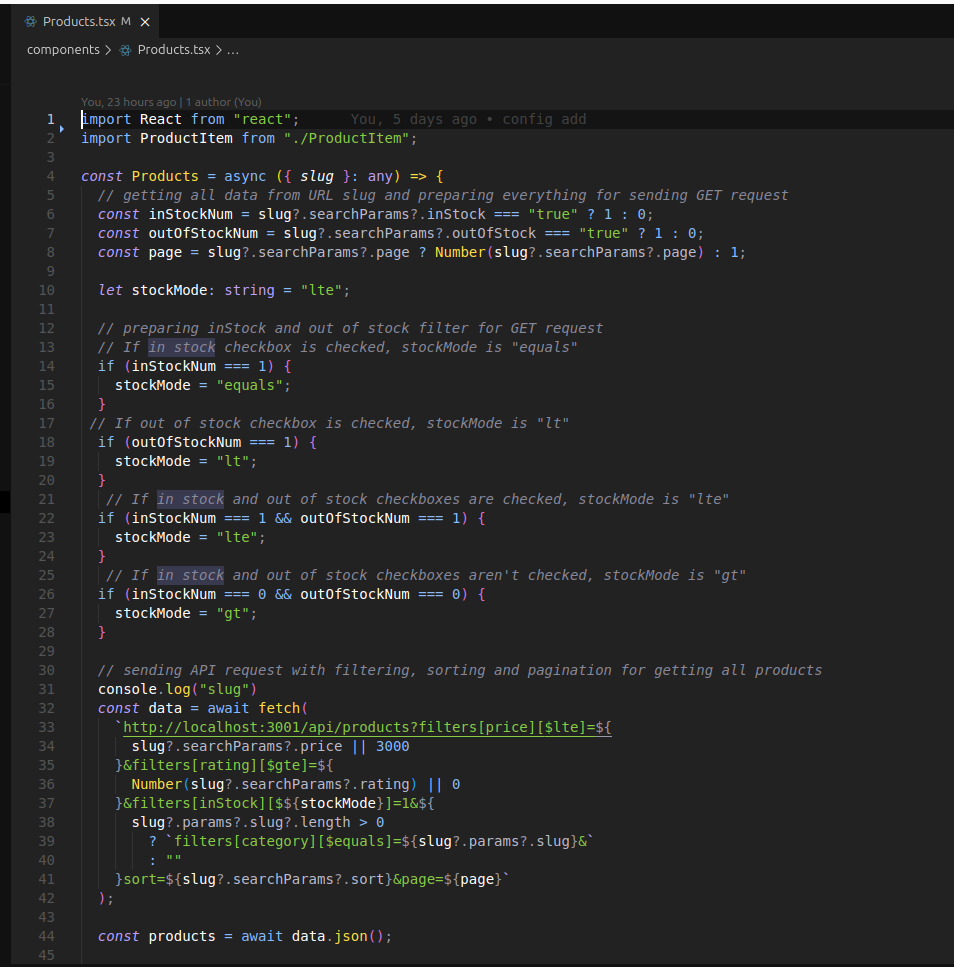 Products.tsx M ×
components > Products.tsx > ...
You, 23 hours ago | 1 author (You)
1 import React from "react"; You, 5 days ago • config add
2 import ProductItem from "./ProductItem";
3
4 const Products = async ({ slug }: any) => {
5 // getting all data from URL slug and preparing everything for sending GET request
6 const inStockNum = slug?.searchParams?.inStock === "true" ? 1 : 0;
7 const outOfStockNum = slug?.searchParams?.outOfStock === "true" ? 1 : 0;
8 const page = slug?.searchParams?.page ? Number(slug?.searchParams?.page) : 1;
9
10 let stockMode: string = "lte";
11
12 // preparing inStock and out of stock filter for GET request
13 // If in stock checkbox is checked, stockMode is "equals"
14 if (inStockNum === 1) {
15 stockMode = "equals";
16 }
17 // If out of stock checkbox is checked, stockMode is "lt"
18 if (outOfStockNum === 1) {
19 stockMode = "lt";
20 }
21 // If in stock and out of stock checkboxes are checked, stockMode is "lte"
22 if (inStockNum === 1 && outOfStockNum === 1) {
23 stockMode = "lte";
24 }
25 // If in stock and out of stock checkboxes aren't checked, stockMode is "gt"
26 if (inStockNum === 0 && outOfStockNum === 0) {
27 stockMode = "gt";
28 }
29
30 // sending API request with filtering, sorting and pagination for getting all products
31 console.log("slug")
32 const data = await fetch(
33 `http://localhost:3001/api/products?filters[price][$lte]=${
34 slug?.searchParams?.price || 3000
35 }&filters[rating][$gte]=${
36 Number(slug?.searchParams?.rating) || 0
37 }&filters[inStock][$${stockMode}]=1&${
38 slug?.params?.slug?.length > 0
39 ? `filters[category][$equals]=${slug?.params?.slug}&`
40 : ""
41 }sort=${slug?.searchParams?.sort}&page=${page}`
42 );
43
44 const products = await data.json();
45